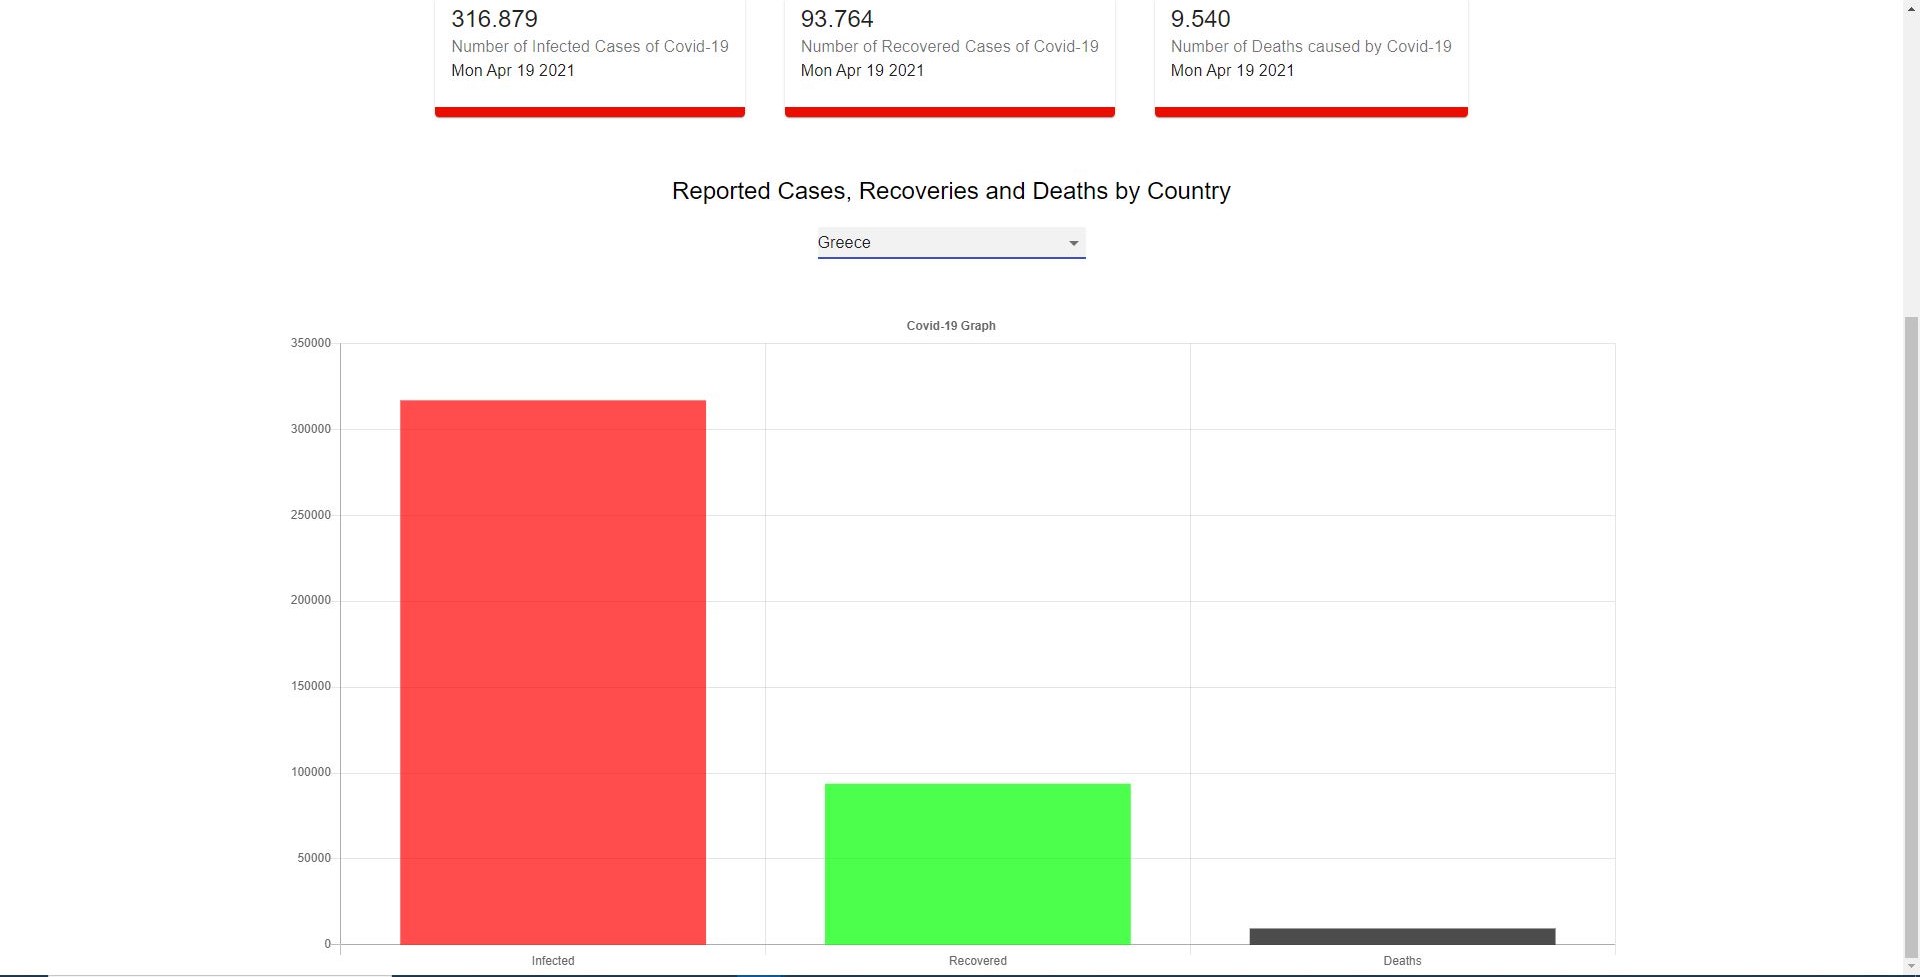 316.879
Number of Infected Cases of Covid-19
Mon Apr 19 2021
93.764
Number of Recovered Cases of Covid-19
Mon Apr 19 2021
9.540
Number of Deaths caused by Covid-19
Mon Apr 19 2021
Reported Cases, Recoveries and Deaths by Country
Greece
Covid-19 Graph
350000
300000
250000
200000
150000
100000
50000
0
Infected
Recovered
Deaths